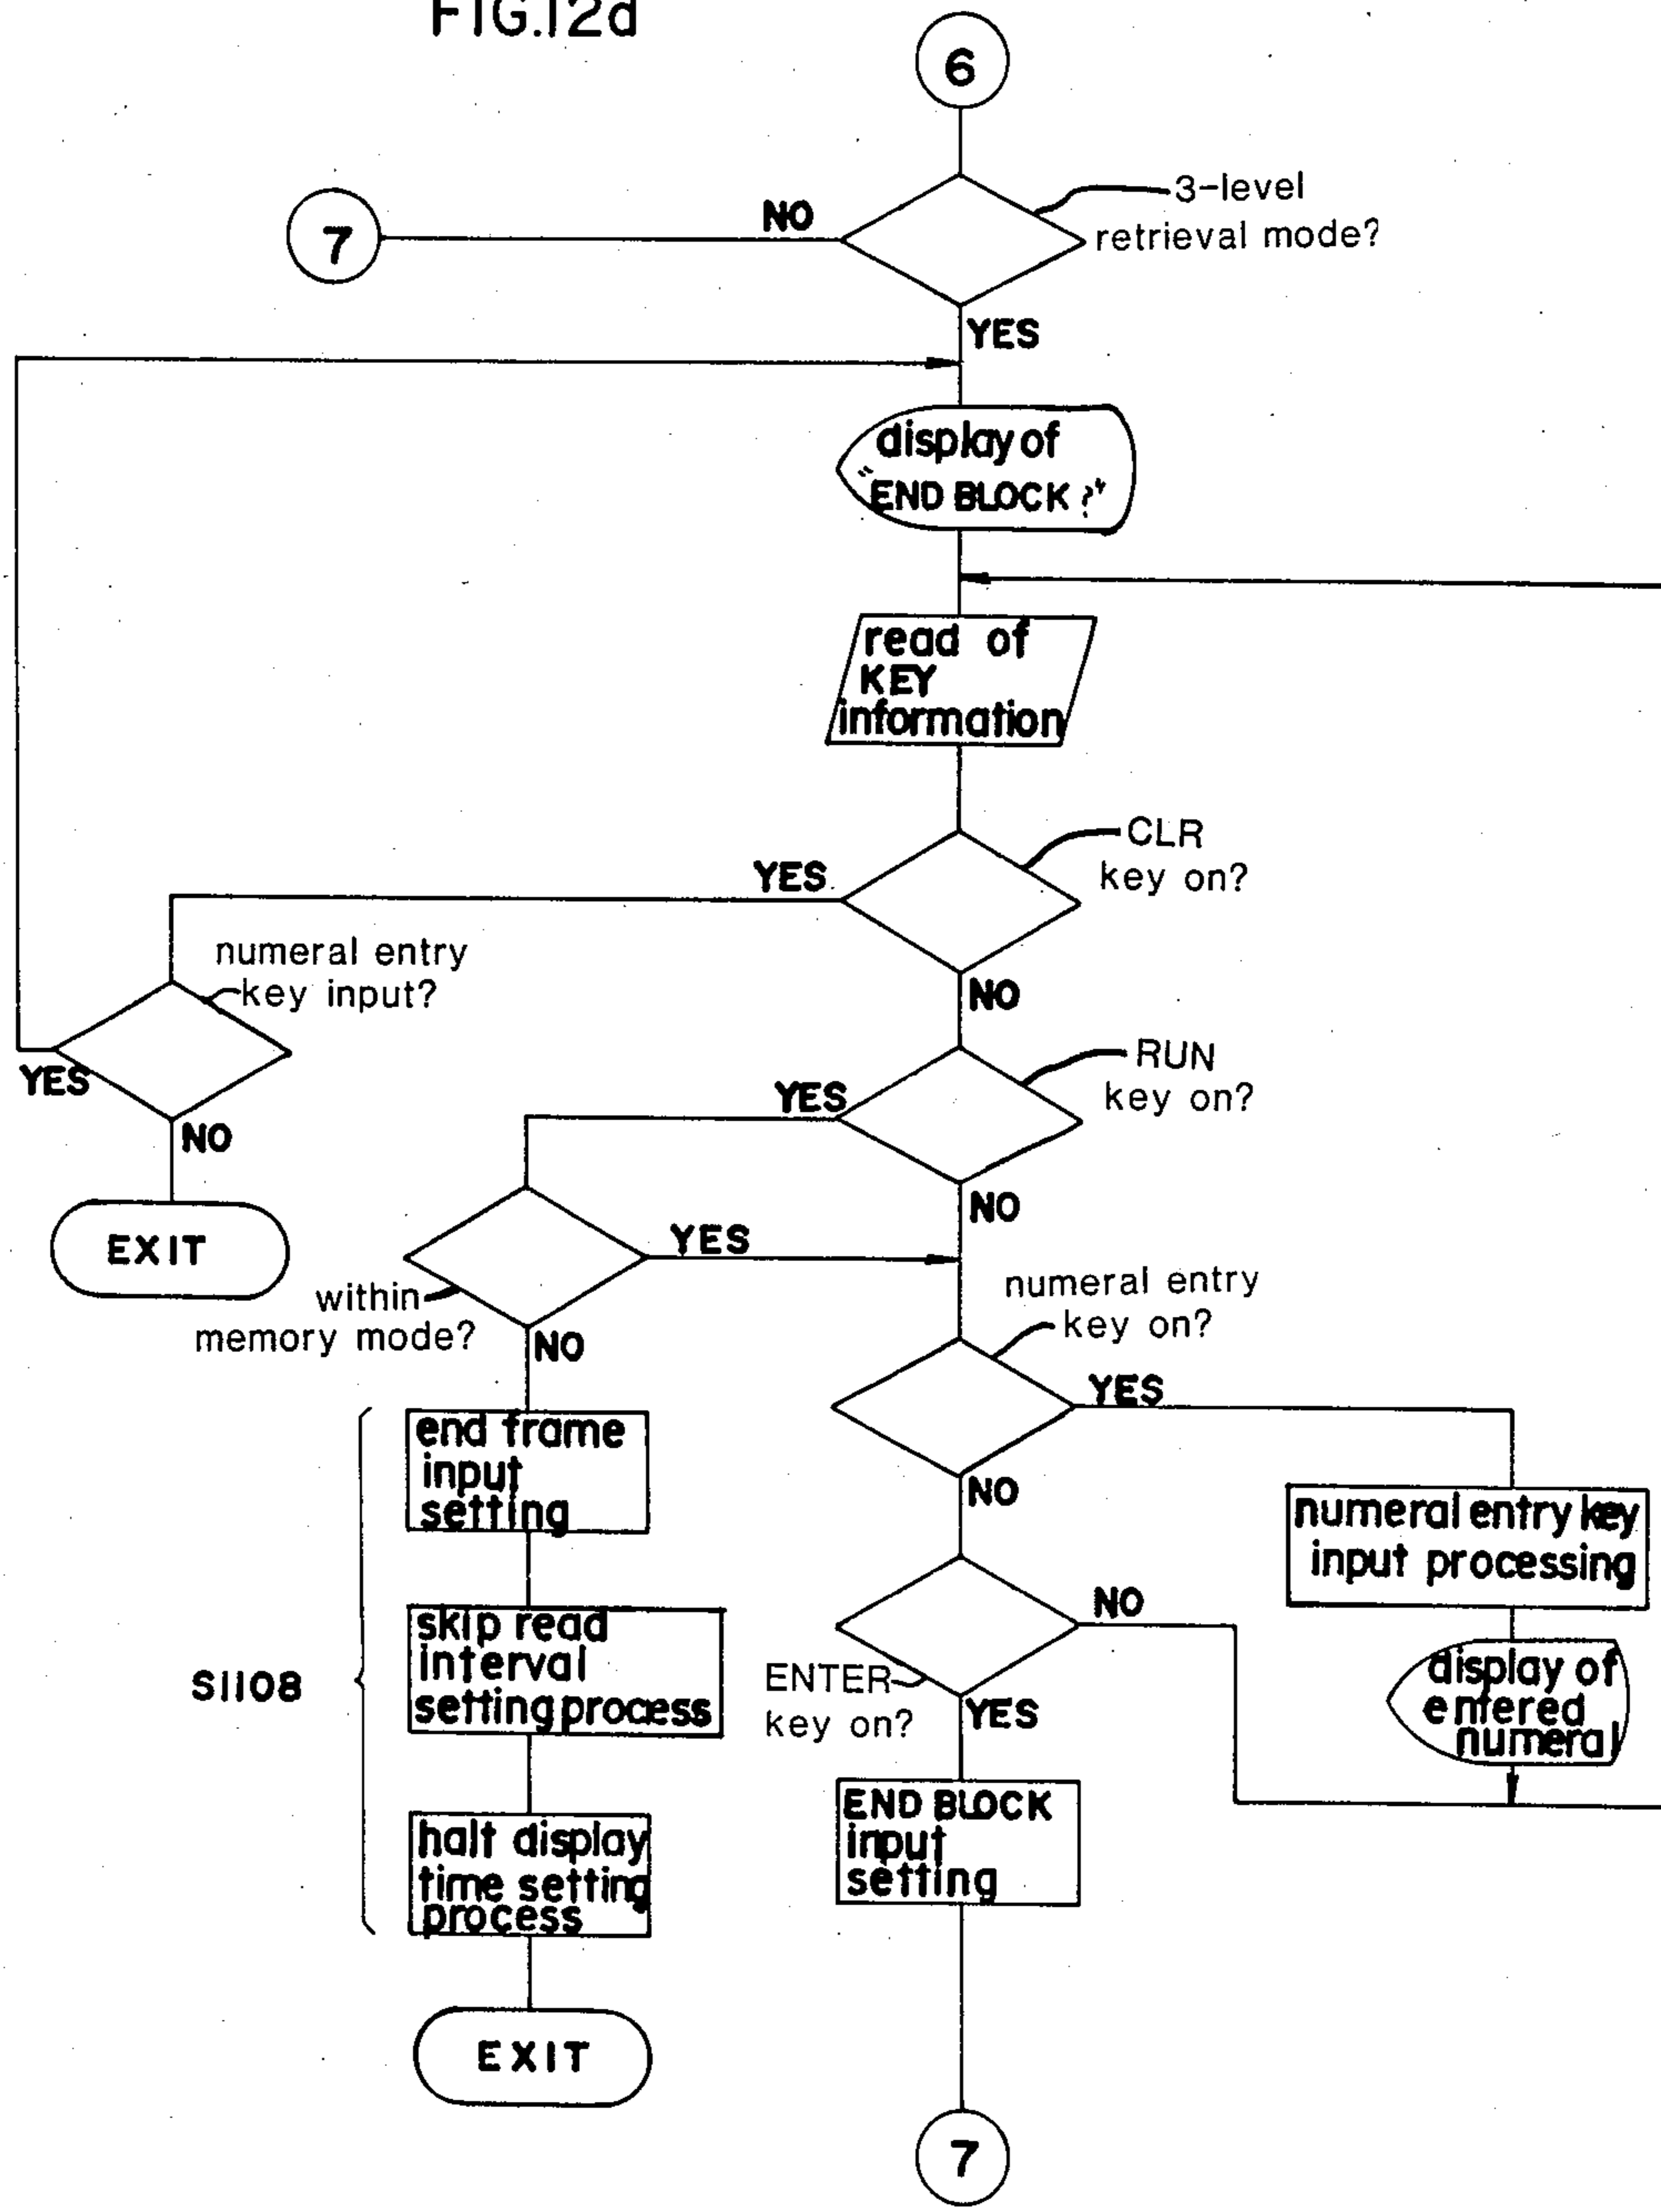 FIG.12d
6
3-level
retrieval mode?
NO
7
YES
display of
"END BLOCK?"
read of
KEY
information
CLR
key on?
YES
numeral entry
key input?
NO
RUN
key on?
YES
YES
NO
NO
EXIT
YES
within
memory mode?
numeral entry
key on?
NO
YES
end frame
input
setting
NO
numeral entry key
input processing
skip read
interval
setting process
NO
ENTER
key on?
YES
display of
entered
numeral
S1108
END BLOCK
input
setting
halt display
time setting
process
EXIT
7